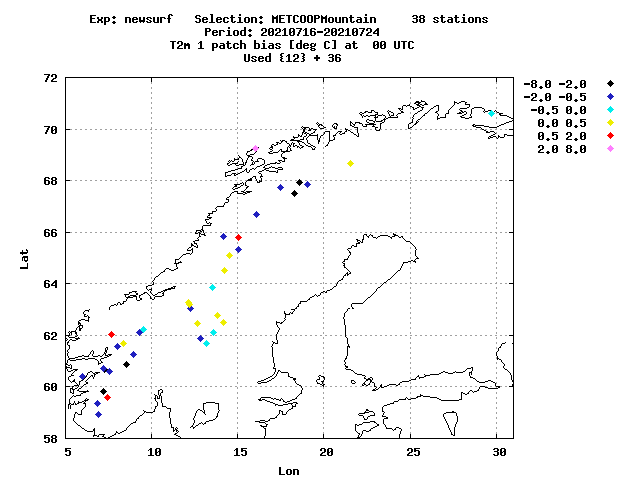 Exp: newsurf   Selection: METCOOPMountain     38 stations
Period: 20210716-20210724
T2m 1 patch bias [deg C] at  00 UTC
Used {12} + 36
-8.0 -2.0
-2.0 -0.5
-0.5 0.0
0.0 0.5
0.5 2.0
2.0 8.0
72
70
68
66
64
62
60
58
Lat
5 10 15 20 25 30
Lon